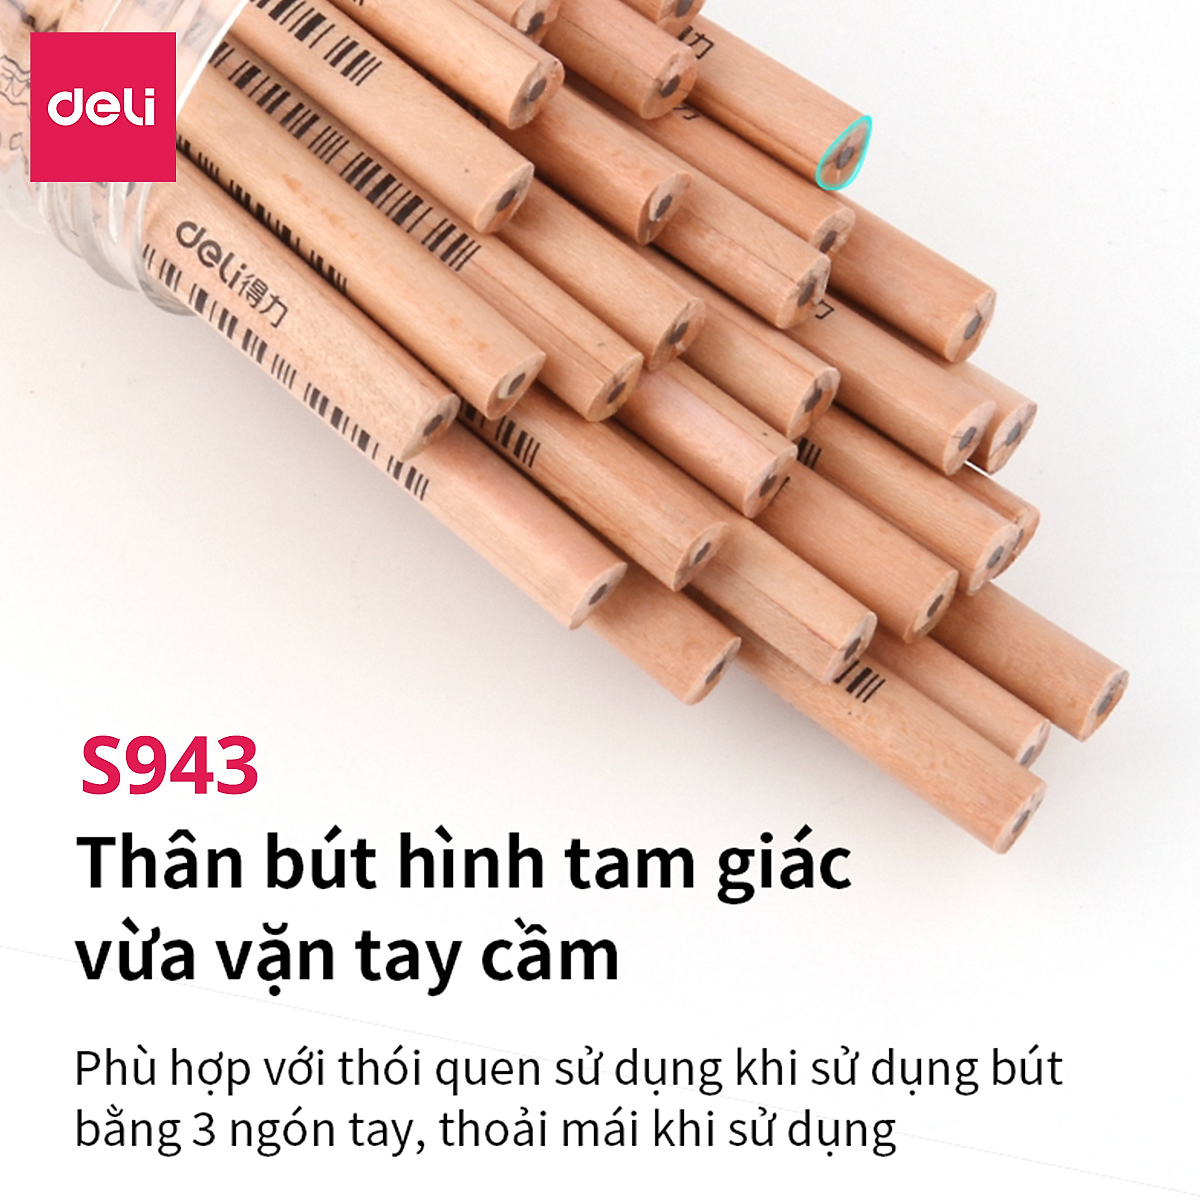 deli
力
deli得力
S943
Thân bút hình tam giác
vừa vặn tay cầm
Phù hợp với thói quen sử dụng khi sử dụng bút
bằng 3 ngón tay, thoải mái khi sử dụng